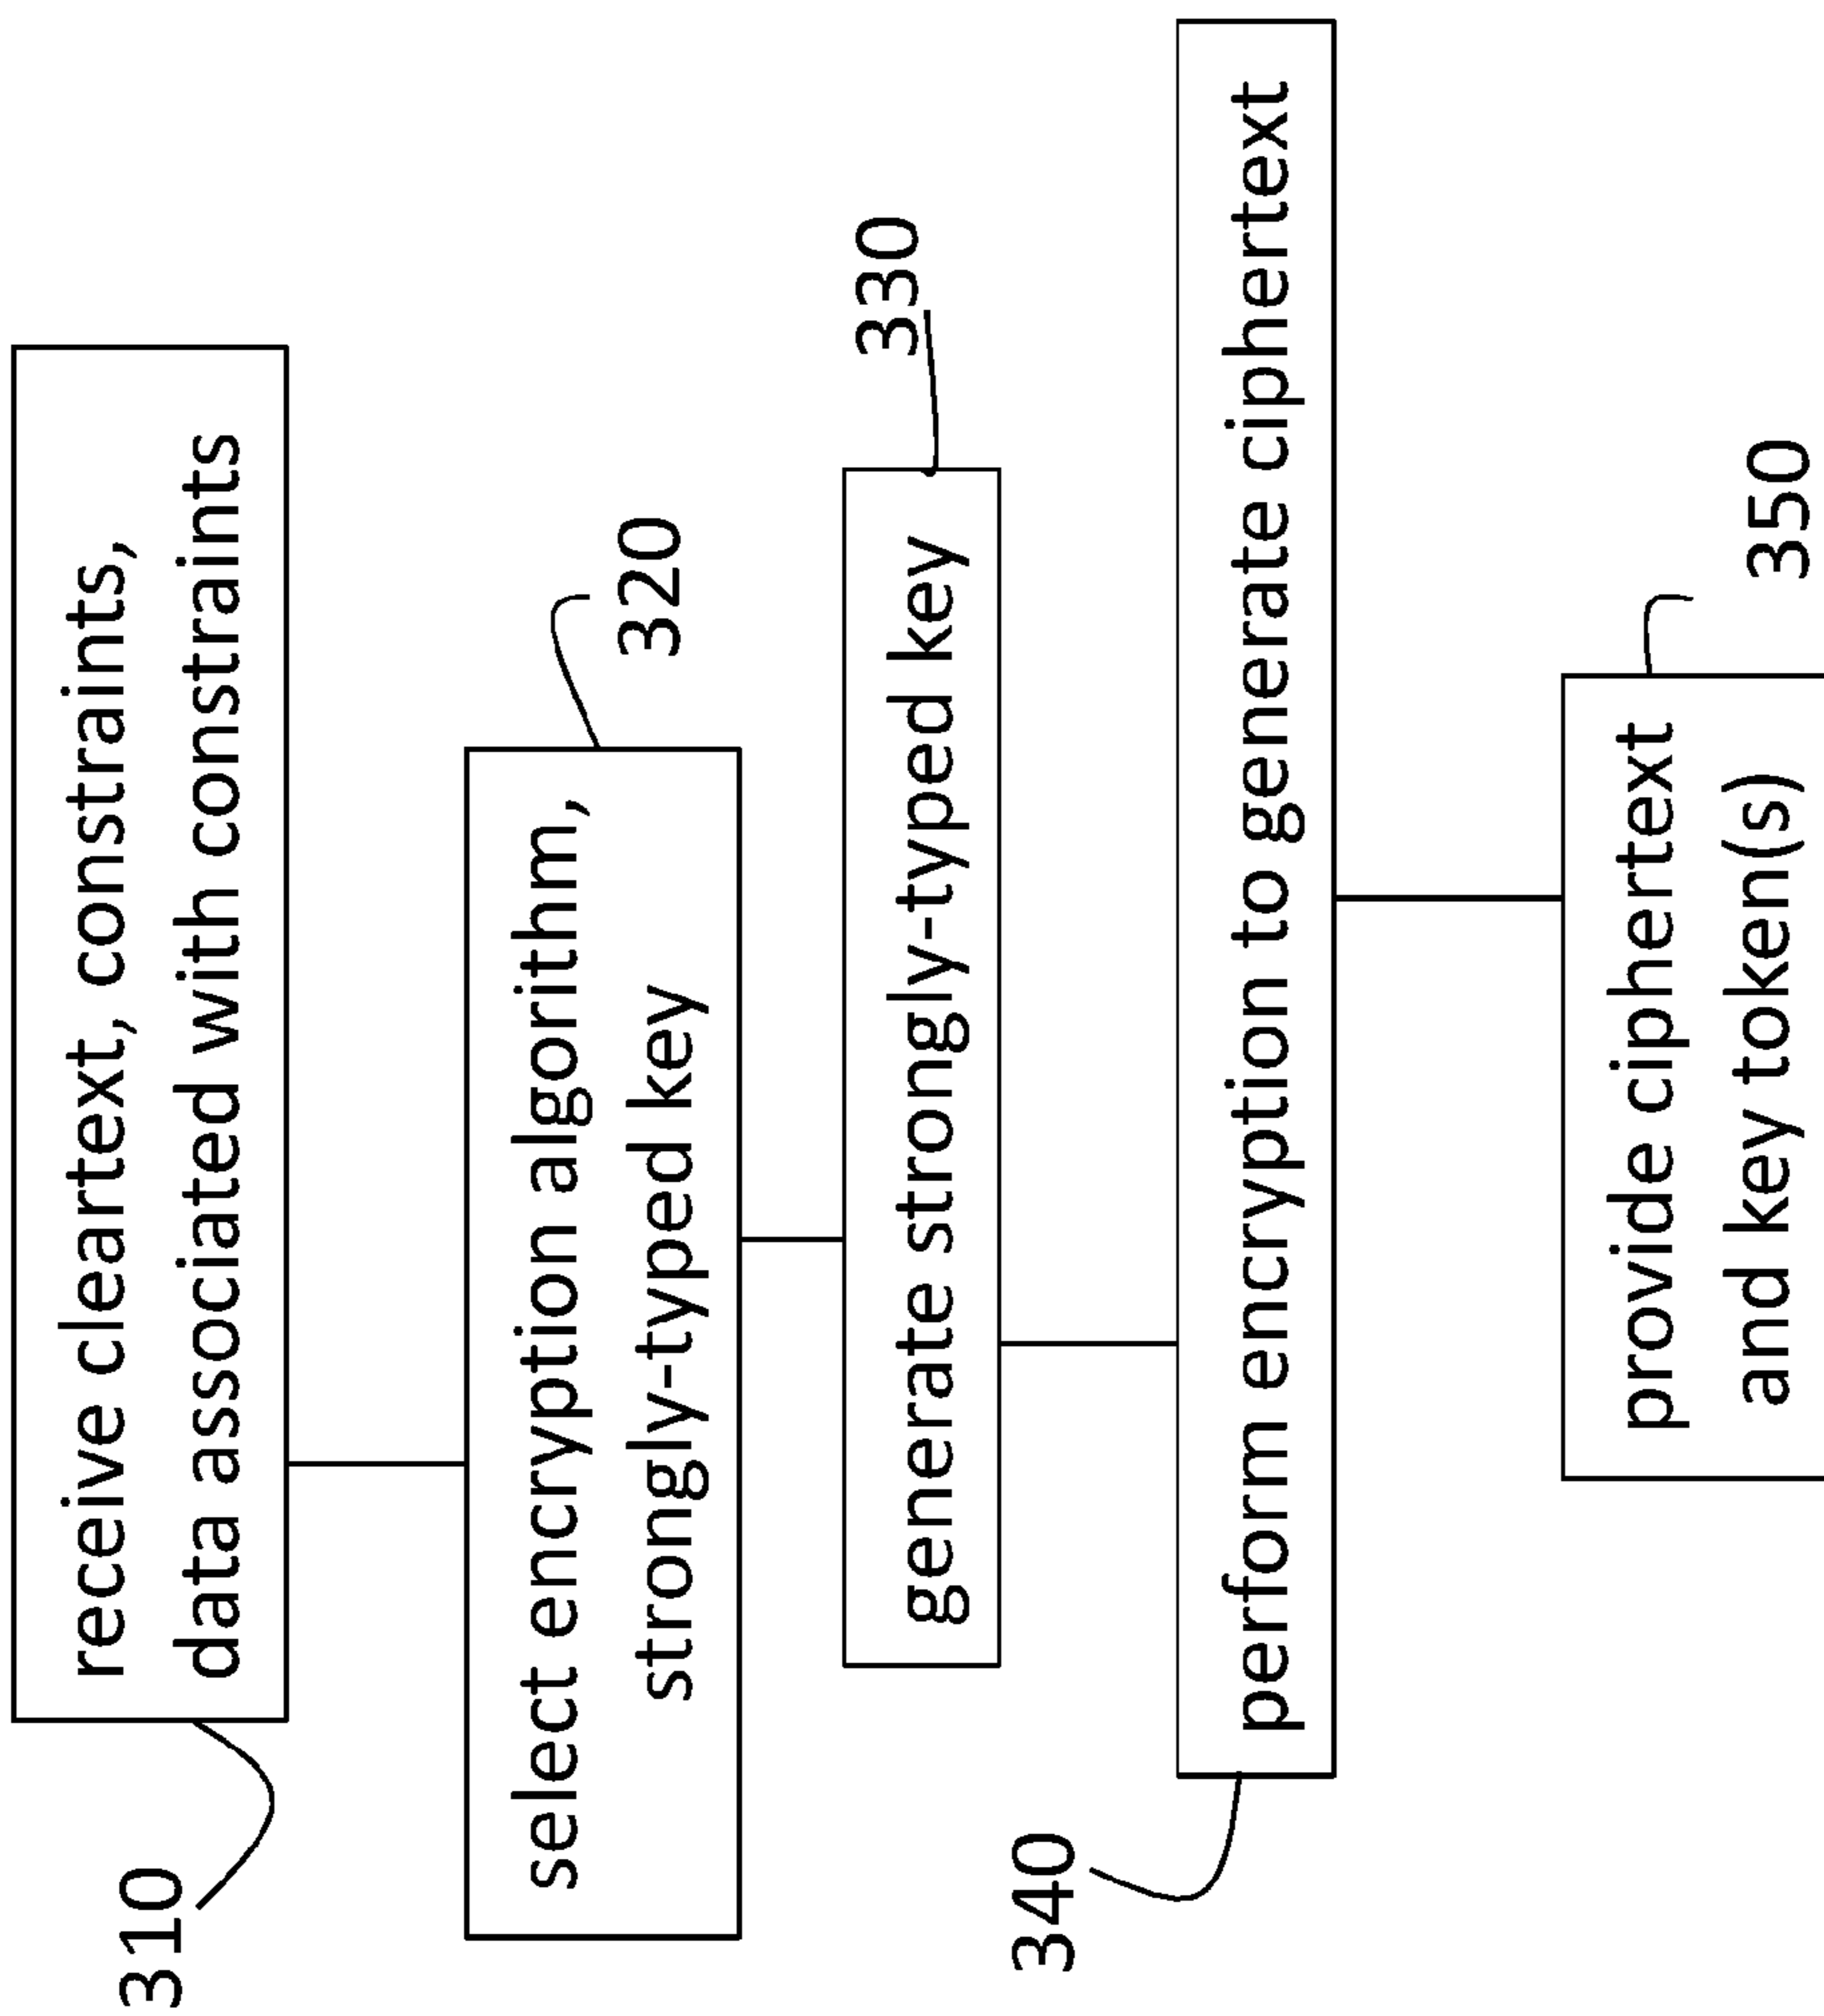 310
receive cleartext, constraints,
data associated with constraints
select encryption algorithm,
strongly-typed key
320
generate strongly-typed key
330
340
perform encryption to generate ciphertext
provide ciphertext
and key token(s)
350